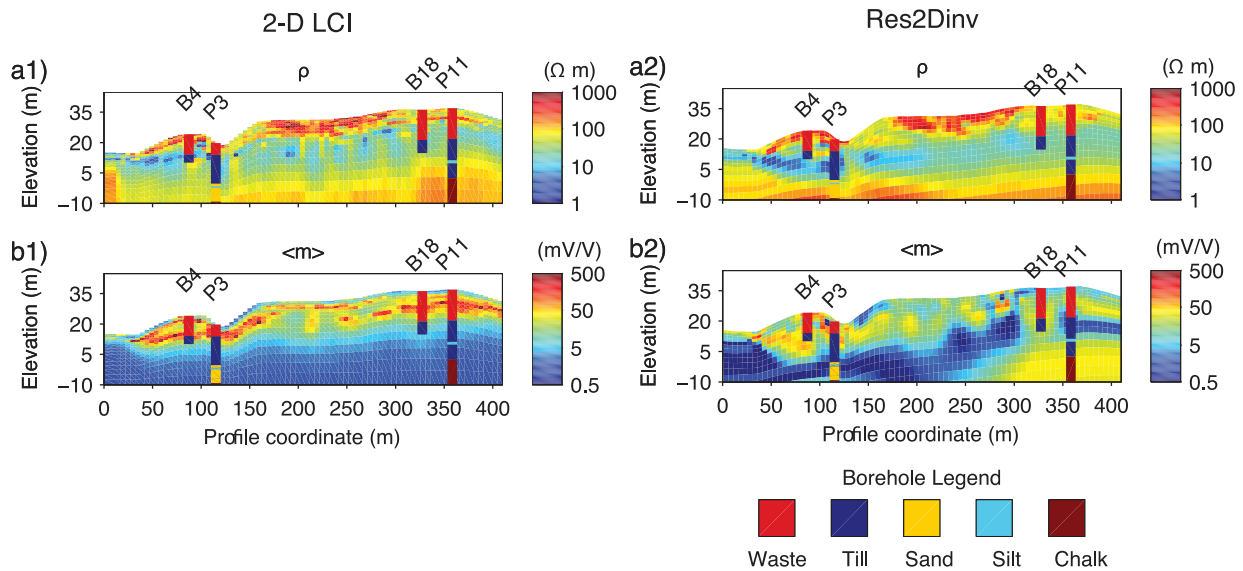 2-D LCI
Res2Dinv
a1)
ρ
(Ω m)
B4
P3
B18
P11
Elevation (m)
35
20
5
−10
1000
100
10
1
a2)
ρ
(Ω m)
B4
P3
B18
P11
Elevation (m)
35
20
5
−10
1000
100
10
1
b1)
<m>
(mV/V)
B4
P3
B18
P11
Elevation (m)
35
20
5
−10
500
50
5
0.5
0 50 100 150 200 250 300 350 400
Profile coordinate (m)
b2)
<m>
(mV/V)
B4
P3
B18
P11
Elevation (m)
35
20
5
−10
500
50
5
0.5
0 50 100 150 200 250 300 350 400
Profile coordinate (m)
Borehole Legend
Waste Till Sand Silt Chalk